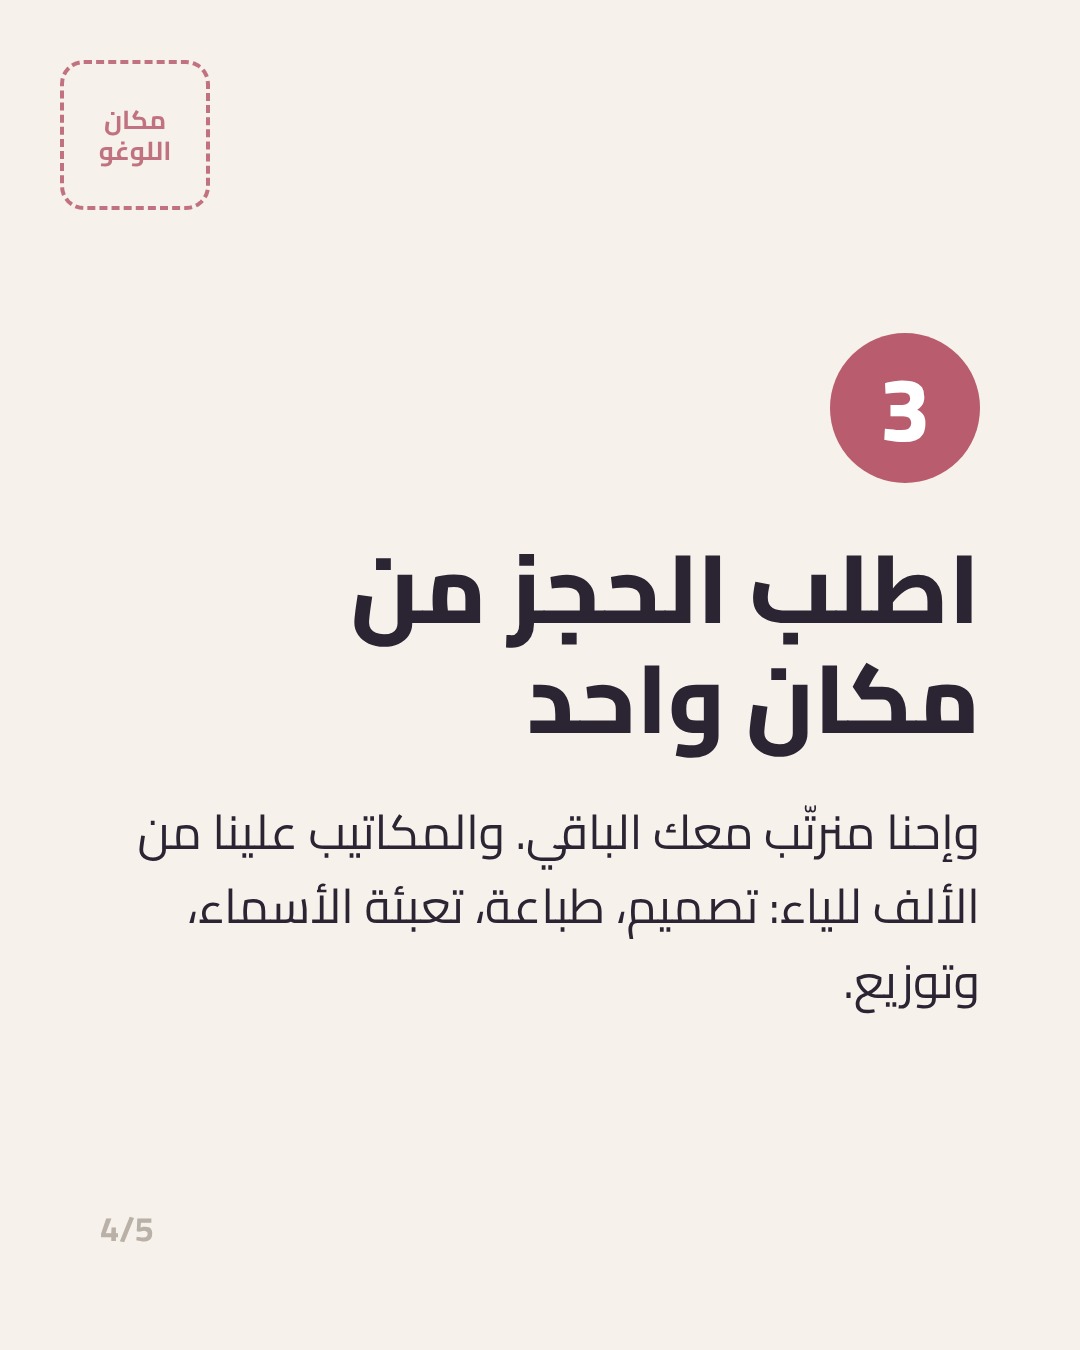 مكان
اللوغو
3
اطلب الحجز من
مكان واحد
وإحنا منرتّب معك الباقي. والمكاتيب علينا من
الألف للياء: تصميم، طباعة، تعبئة الأسماء،
وتوزيع.
4/5